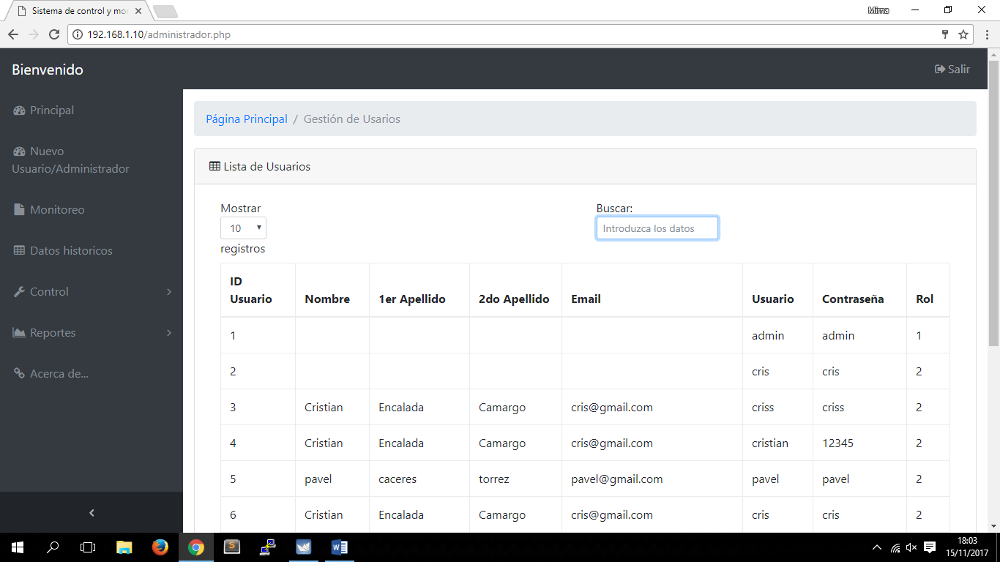 Sistema de control y mo
Mirna
192.168.1.10/administrador.php
Bienvenido
Salir
Principal
Nuevo
Usuario/Administrador
Monitoreo
Datos historicos
Control
Reportes
Acerca de...
Página Principal / Gestión de Usarios
Lista de Usuarios
Mostrar
10
registros
Buscar:
Introduzca los datos
ID Usuario Nombre 1er Apellido 2do Apellido Email Usuario Contraseña Rol
1 admin admin 1
2 cris cris 2
3 Cristian Encalada Camargo cris@gmail.com criss criss 2
4 Cristian Encalada Camargo cris@gmail.com cristian 12345 2
5 pavel caceres torrez pavel@gmail.com pavel pavel 2
6 Cristian Encalada Camargo cris@gmail.com cris cris 2
18:03
15/11/2017